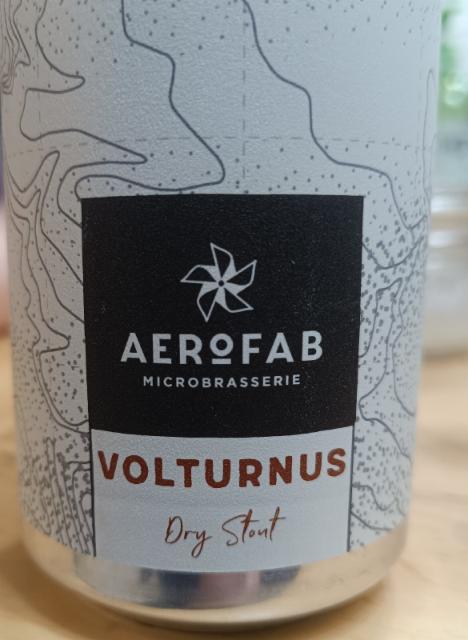 AEROFAB
MICROBRASSERIE
VOLTURNUS
Dry Stout